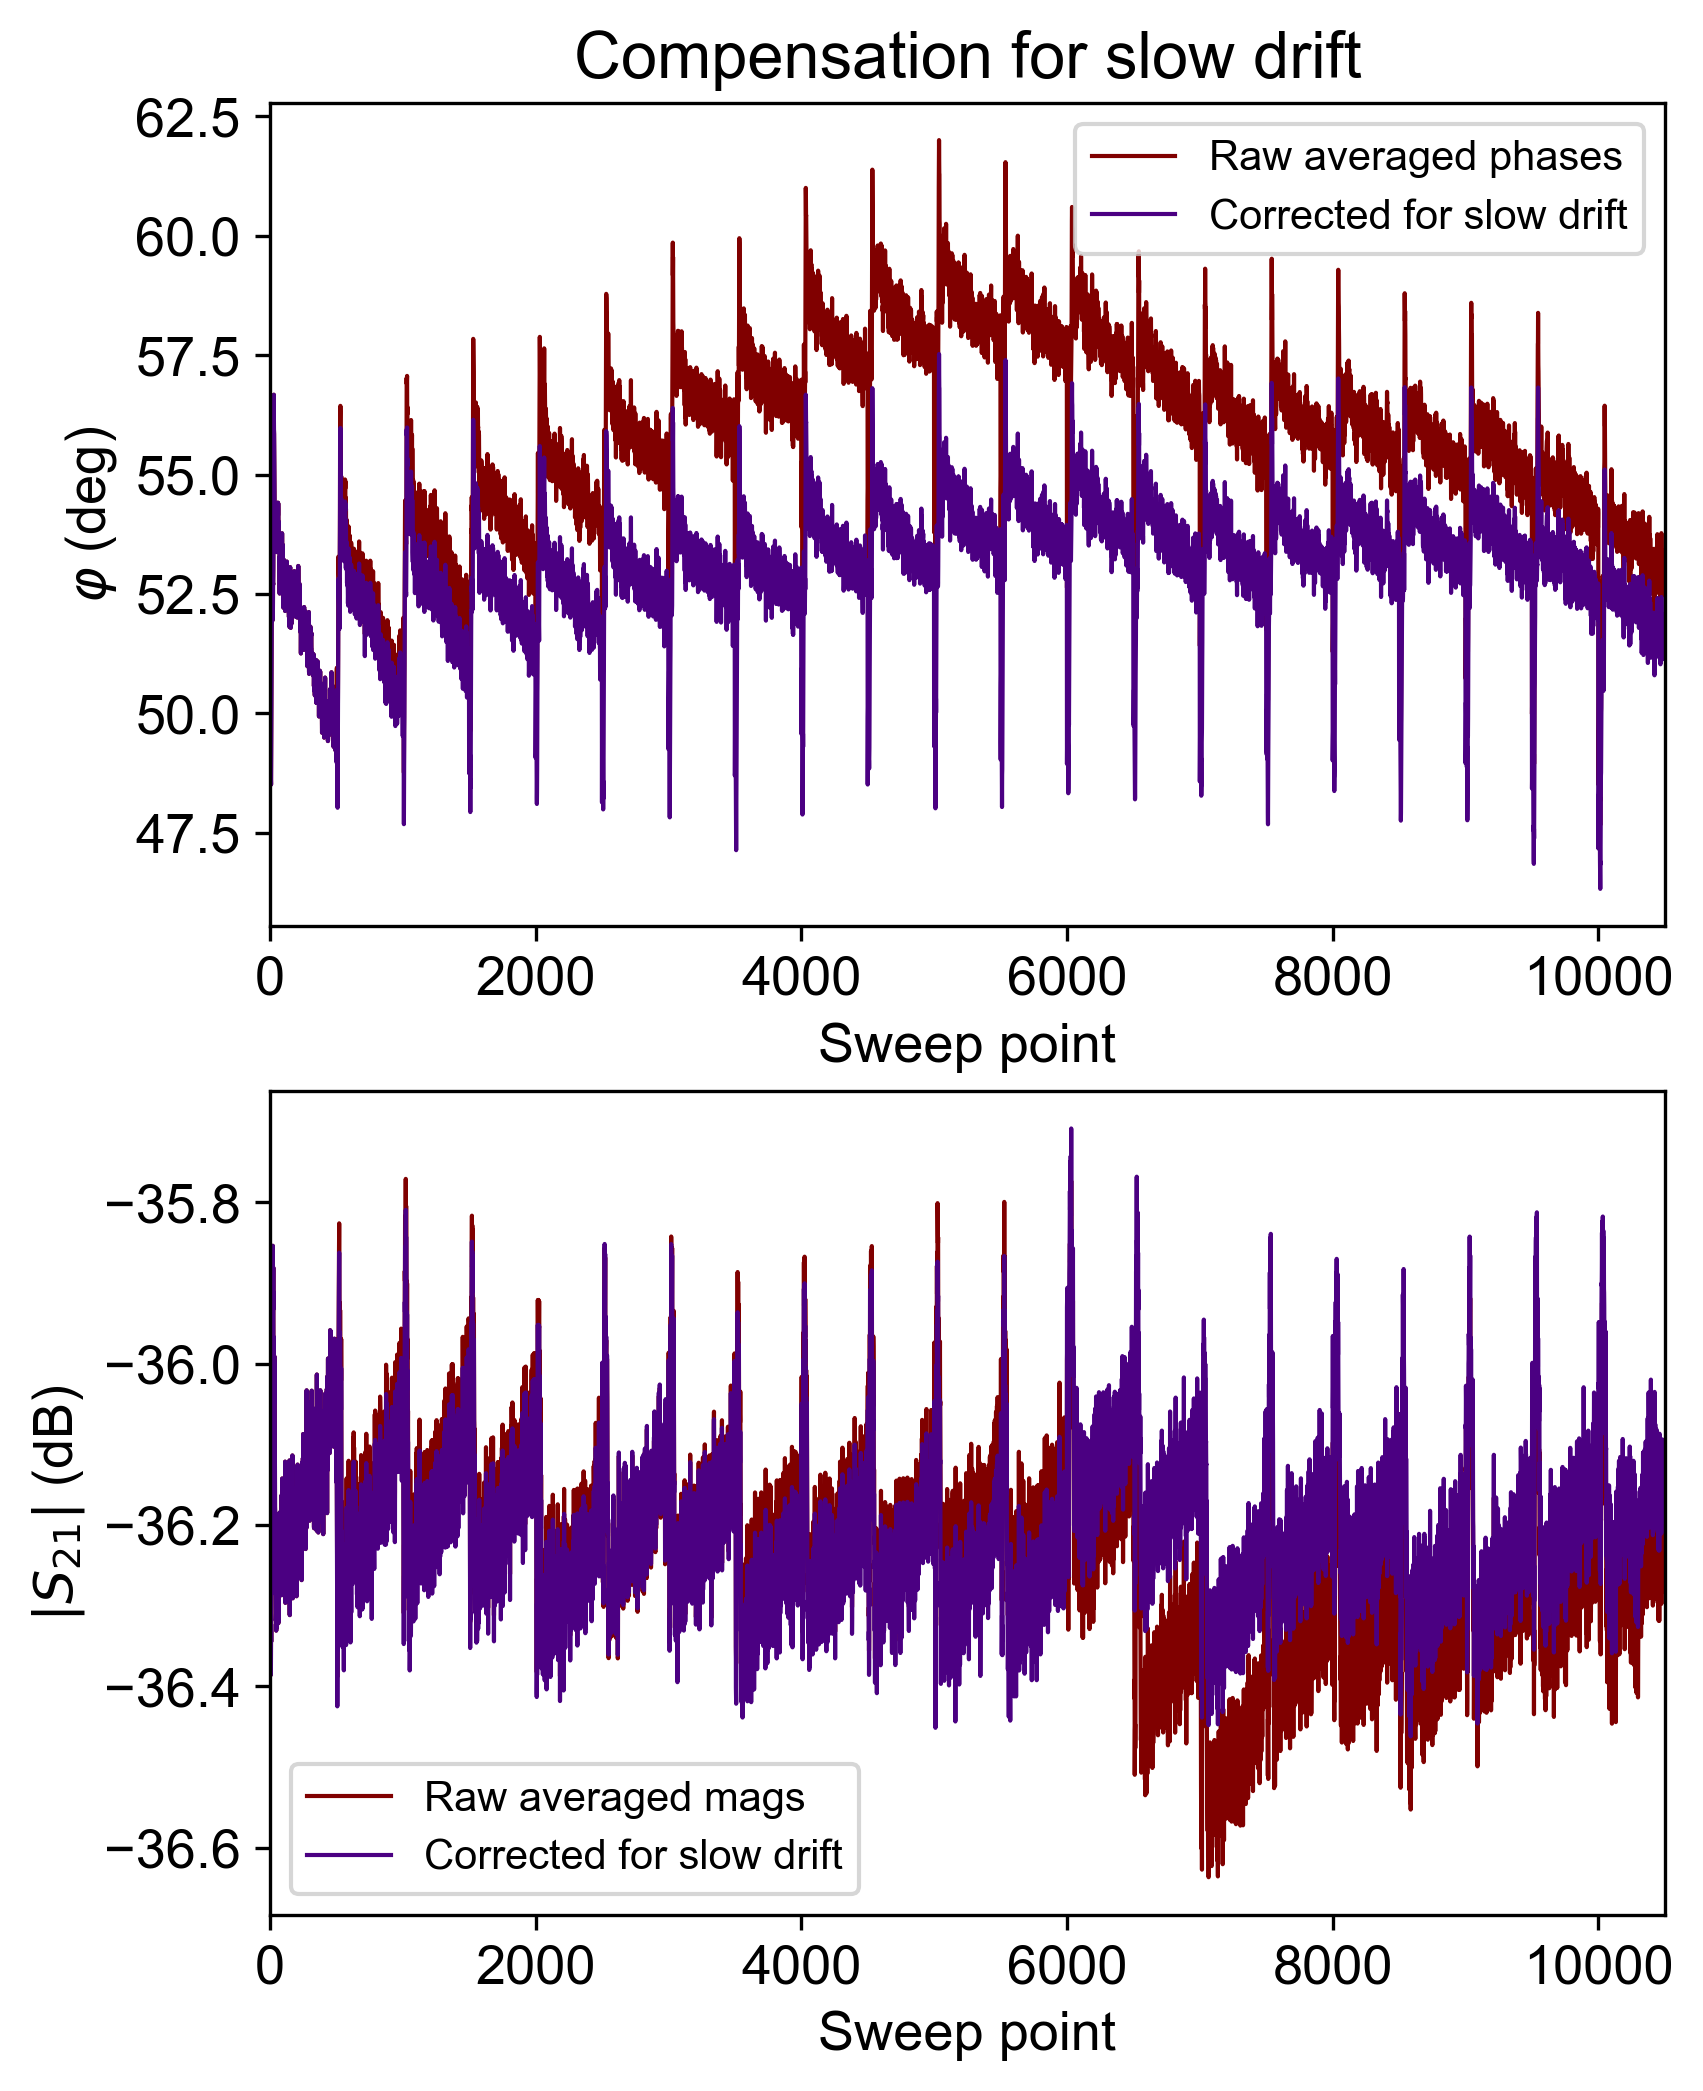 Compensation for slow drift
62.5
60.0
57.5
55.0
52.5
50.0
47.5
φ (deg)
Raw averaged phases
Corrected for slow drift
0 2000 4000 6000 8000 10000
Sweep point
−35.8
−36.0
−36.2
−36.4
−36.6
|S₂₁| (dB)
Raw averaged mags
Corrected for slow drift
0 2000 4000 6000 8000 10000
Sweep point